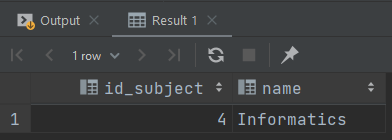 Output Result 1
1 row
id_subject name
1 4 Informatics